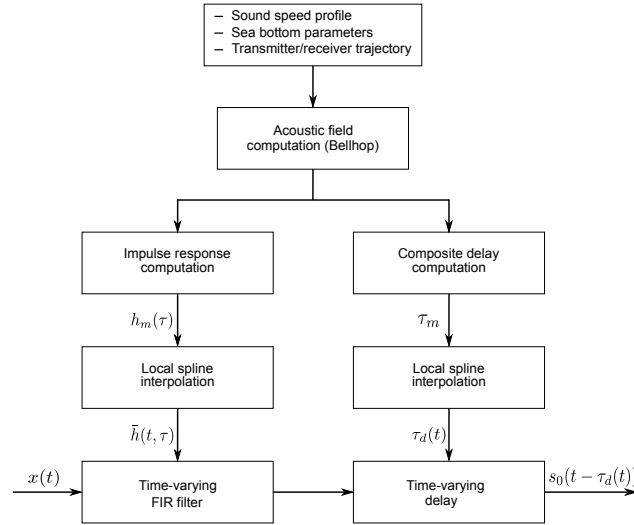 – Sound speed profile
– Sea bottom parameters
– Transmitter/receiver trajectory
Acoustic field
computation (Bellhop)
Impulse response
computation
Composite delay
computation
h_m(τ)
τ_m
Local spline
interpolation
Local spline
interpolation
h̄(t, τ)
τ_d(t)
x(t)
Time-varying
FIR filter
Time-varying
delay
s_0(t − τ_d(t))